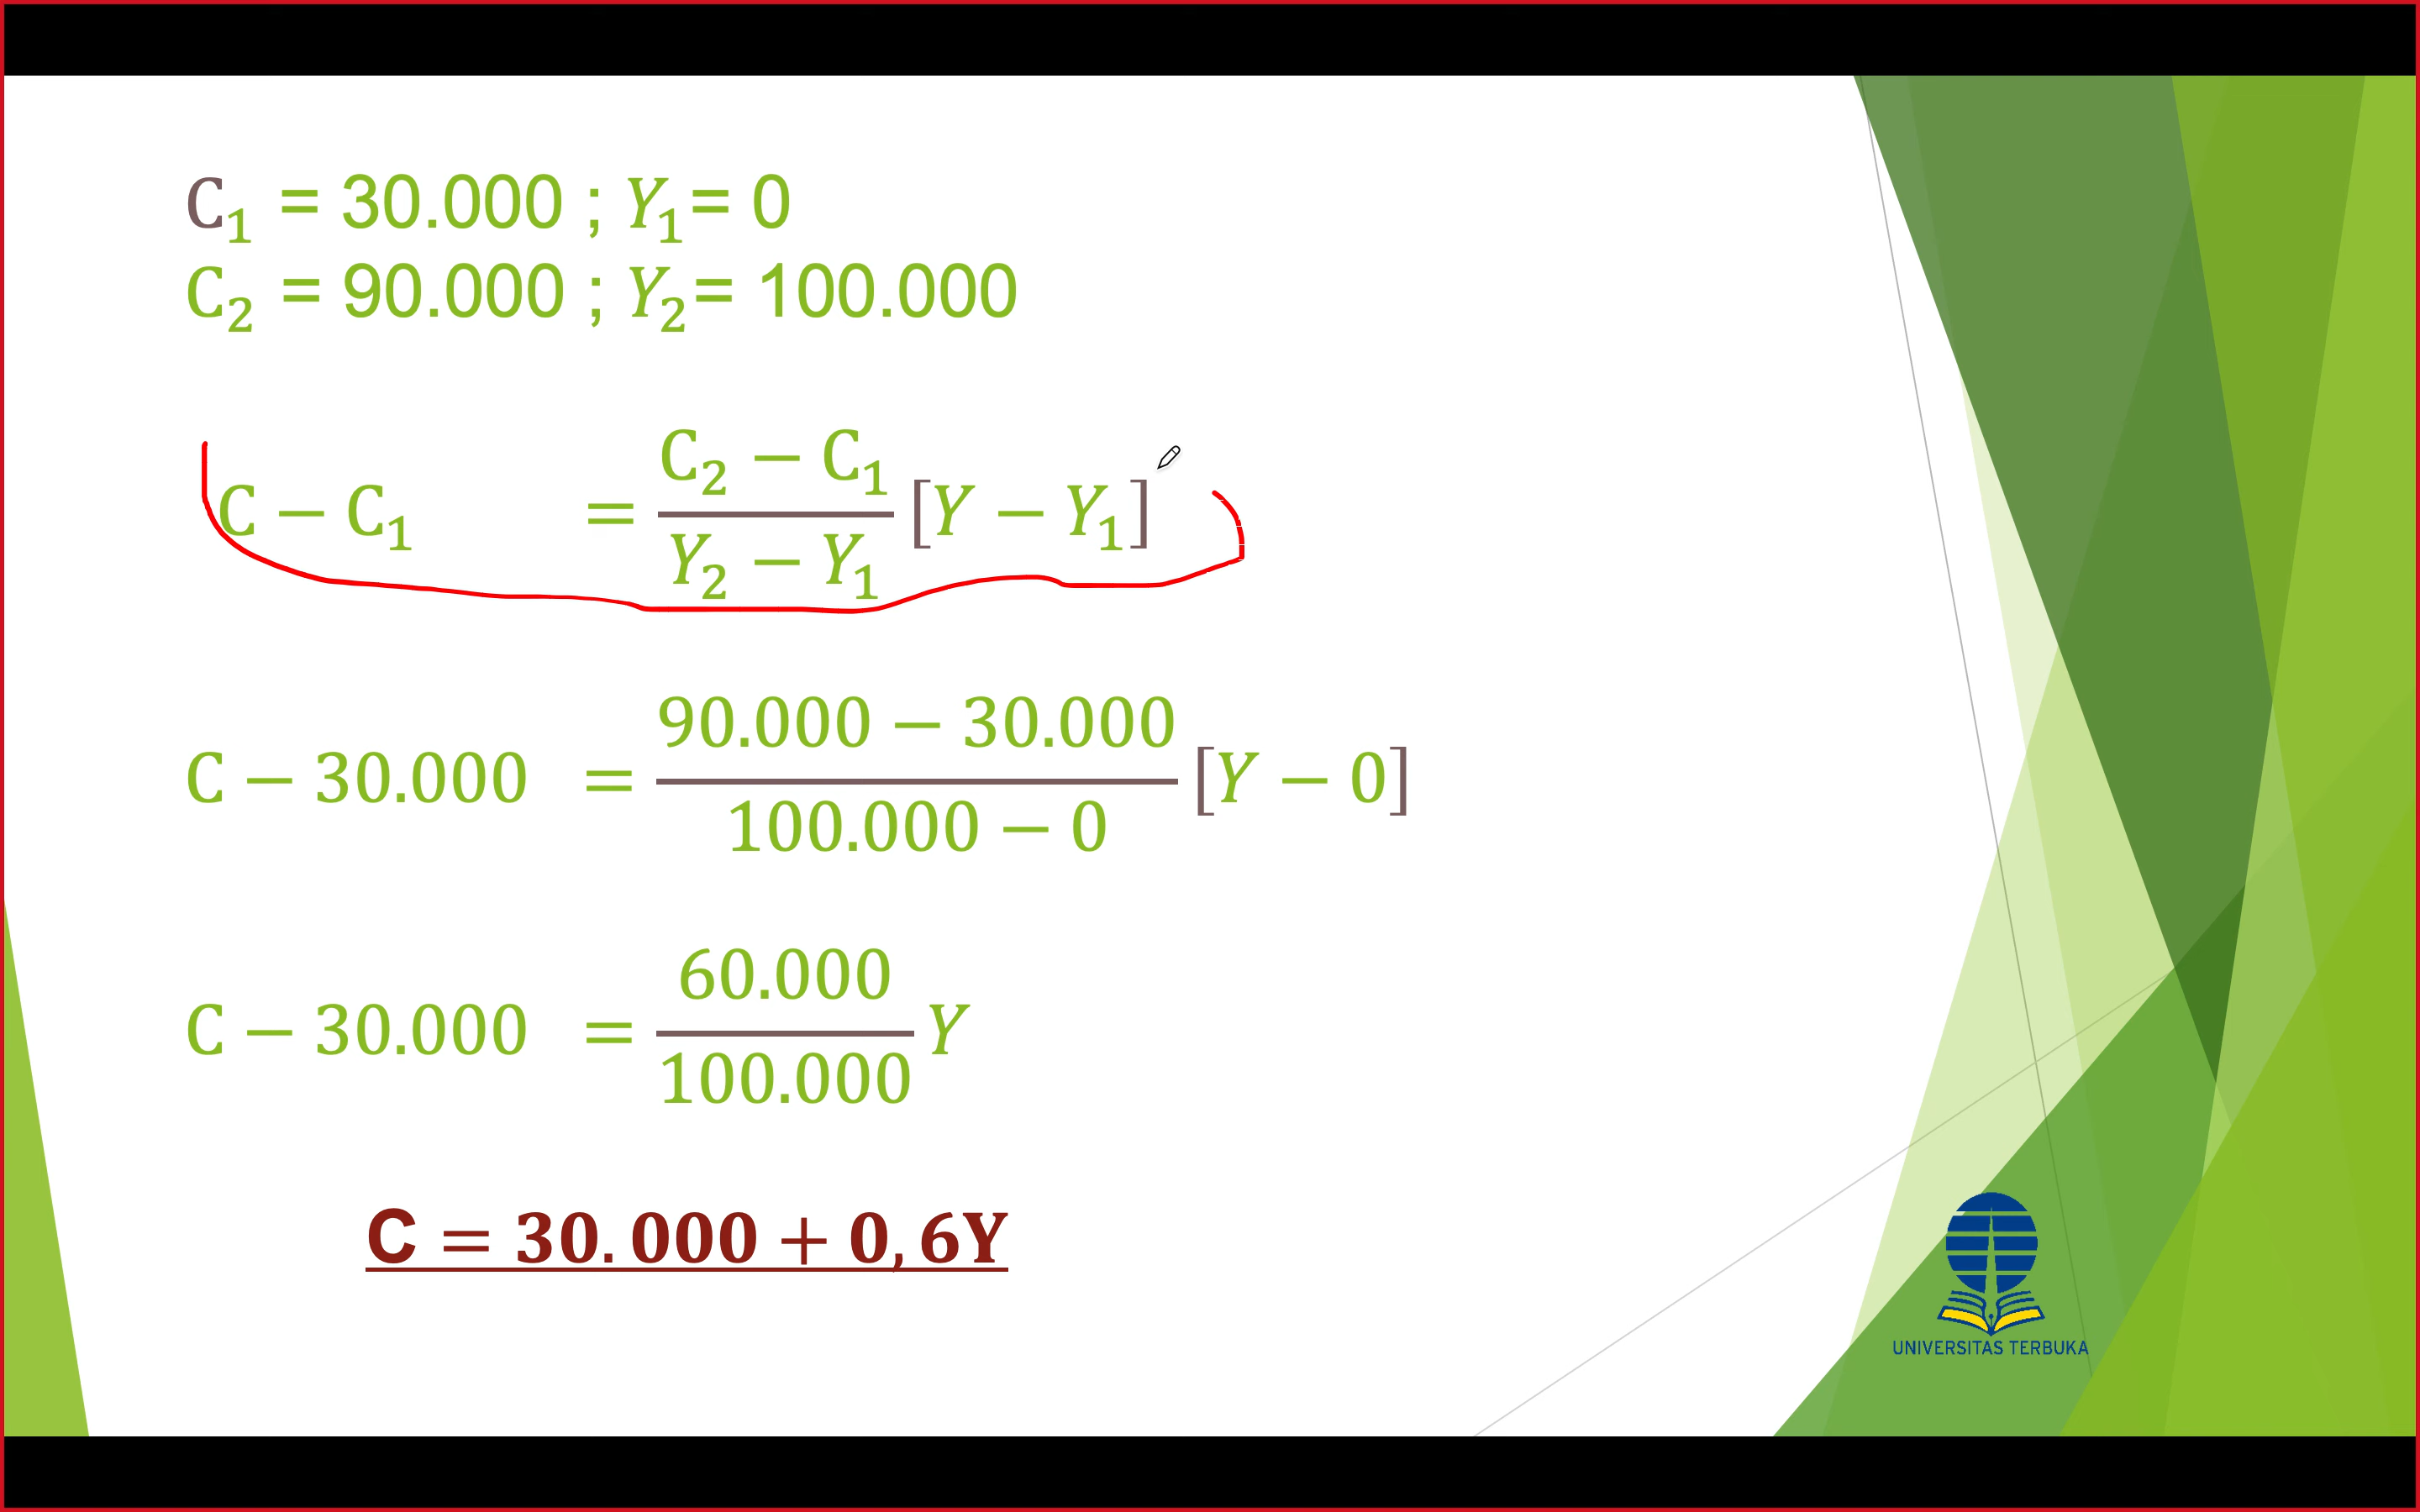 C₁ = 30.000 ; Y₁= 0
C₂ = 90.000 ; Y₂= 100.000
C − C₁ = (C₂ − C₁)/(Y₂ − Y₁) [Y − Y₁]
C − 30.000 = (90.000 − 30.000)/(100.000 − 0) [Y − 0]
C − 30.000 = 60.000/100.000 Y
C = 30.000 + 0,6Y
UNIVERSITAS TERBUKA